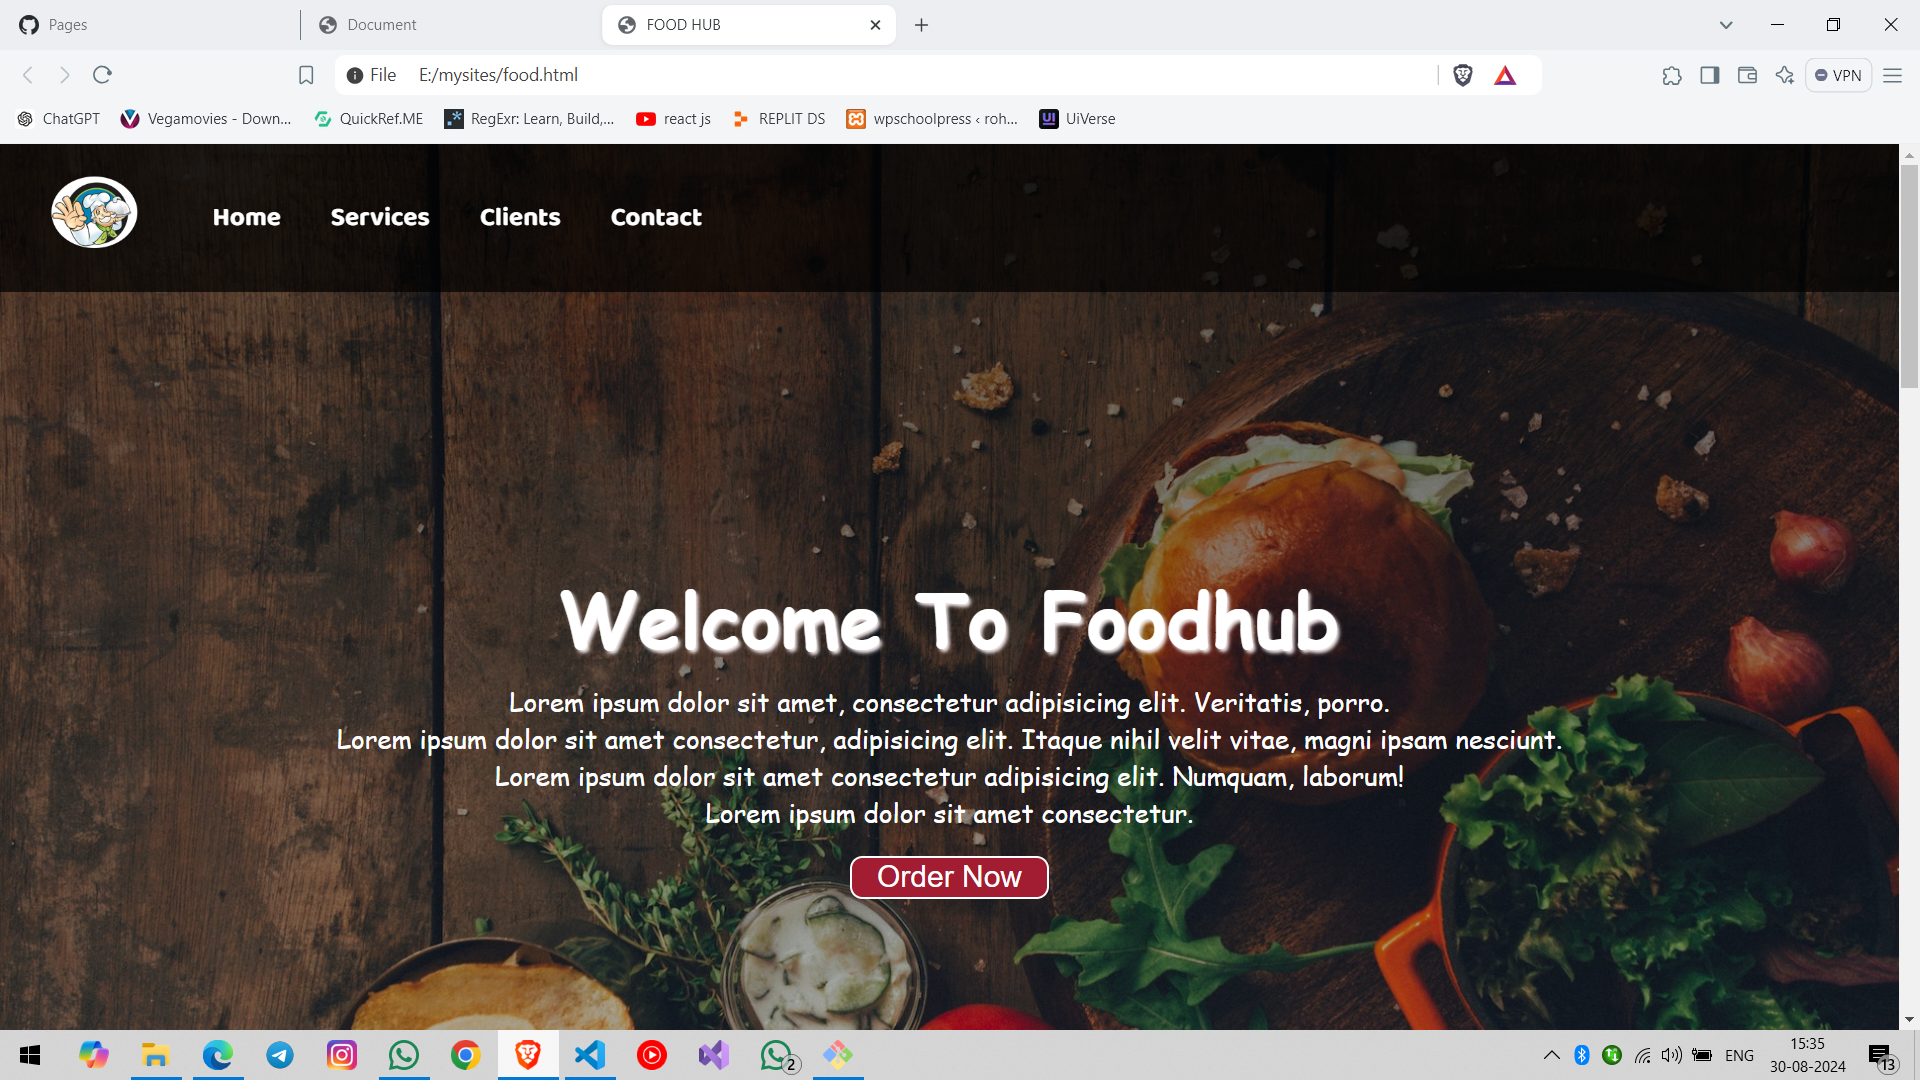 Pages
Document
FOOD HUB
File
E:/mysites/food.html
VPN
ChatGPT
Vegamovies - Down...
QuickRef.ME
RegExr: Learn, Build,...
react js
REPLIT DS
wpschoolpress ‹ roh...
UI
UiVerse
Home
Services
Clients
Contact
Welcome To Foodhub
Lorem ipsum dolor sit amet, consectetur adipisicing elit. Veritatis, porro.
Lorem ipsum dolor sit amet consectetur, adipisicing elit. Itaque nihil velit vitae, magni ipsam nesciunt.
Lorem ipsum dolor sit amet consectetur adipisicing elit. Numquam, laborum!
Lorem ipsum dolor sit amet consectetur.
Order Now
2
ENG
15:35
30-08-2024
13